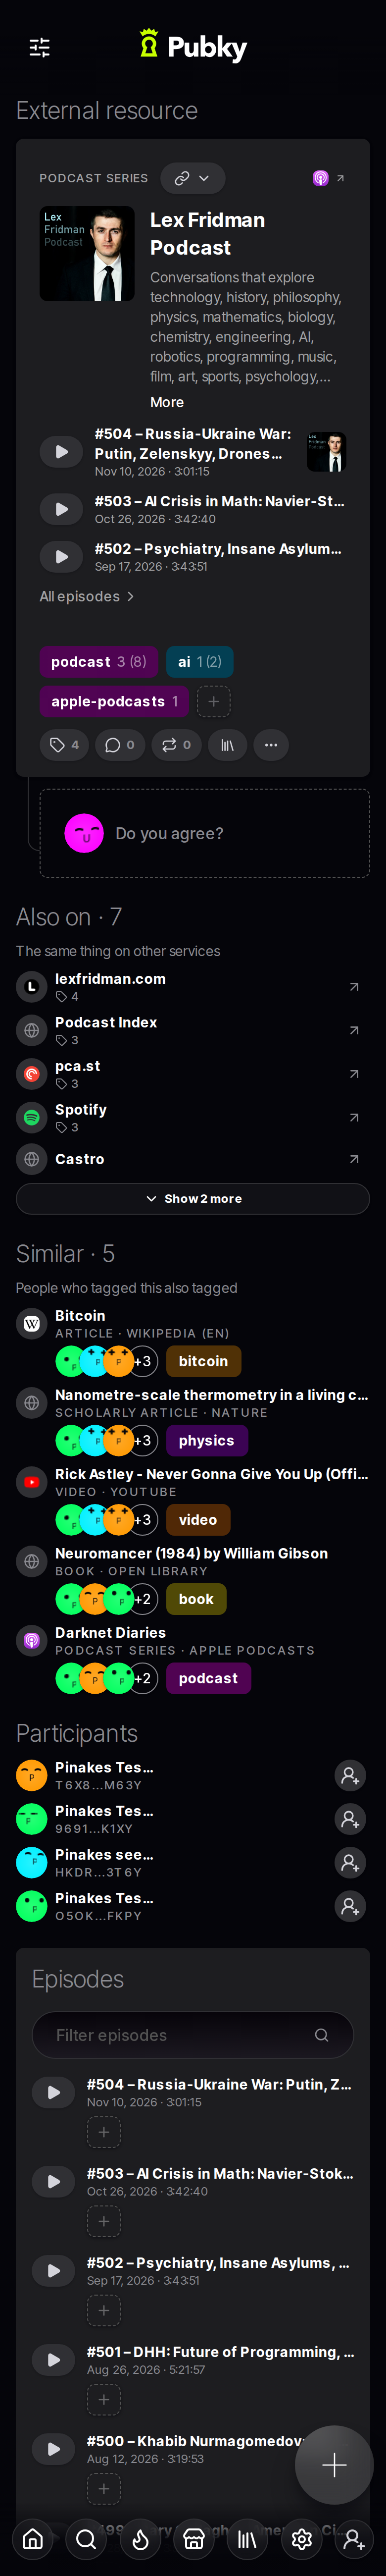 Pubky
External resource
PODCAST SERIES
Lex
Fridman
Podcast
Lex Fridman
Podcast
Conversations that explore
technology, history, philosophy,
physics, mathematics, biology,
chemistry, engineering, AI,
robotics, programming, music,
film, art, sports, psychology,...
More
#504 – Russia-Ukraine War:
Putin, Zelenskyy, Drones...
Nov 10, 2026 · 3:01:15
#503 – AI Crisis in Math: Navier-St...
Oct 26, 2026 · 3:42:40
#502 – Psychiatry, Insane Asylum...
Sep 17, 2026 · 3:43:51
All episodes
podcast 3 (8)
ai 1 (2)
apple-podcasts 1
4
0
0
Do you agree?
Also on · 7
The same thing on other services
lexfridman.com
4
Podcast Index
3
pca.st
3
Spotify
3
Castro
Show 2 more
Similar · 5
People who tagged this also tagged
Bitcoin
ARTICLE · WIKIPEDIA (EN)
+3
bitcoin
Nanometre-scale thermometry in a living c...
SCHOLARLY ARTICLE · NATURE
+3
physics
Rick Astley - Never Gonna Give You Up (Offi...
VIDEO · YOUTUBE
+3
video
Neuromancer (1984) by William Gibson
BOOK · OPEN LIBRARY
+2
book
Darknet Diaries
PODCAST SERIES · APPLE PODCASTS
+2
podcast
Participants
Pinakes Tes...
T6X8...M63Y
Pinakes Tes...
9691...K1XY
Pinakes see...
HKDR...3T6Y
Pinakes Tes...
O5OK...FKPY
Episodes
Filter episodes
#504 – Russia-Ukraine War: Putin, Z...
Nov 10, 2026 · 3:01:15
#503 – AI Crisis in Math: Navier-Stok...
Oct 26, 2026 · 3:42:40
#502 – Psychiatry, Insane Asylums, ...
Sep 17, 2026 · 3:43:51
#501 – DHH: Future of Programming, ...
Aug 26, 2026 · 5:21:57
#500 – Khabib Nurmagomedov
Aug 12, 2026 · 3:19:53